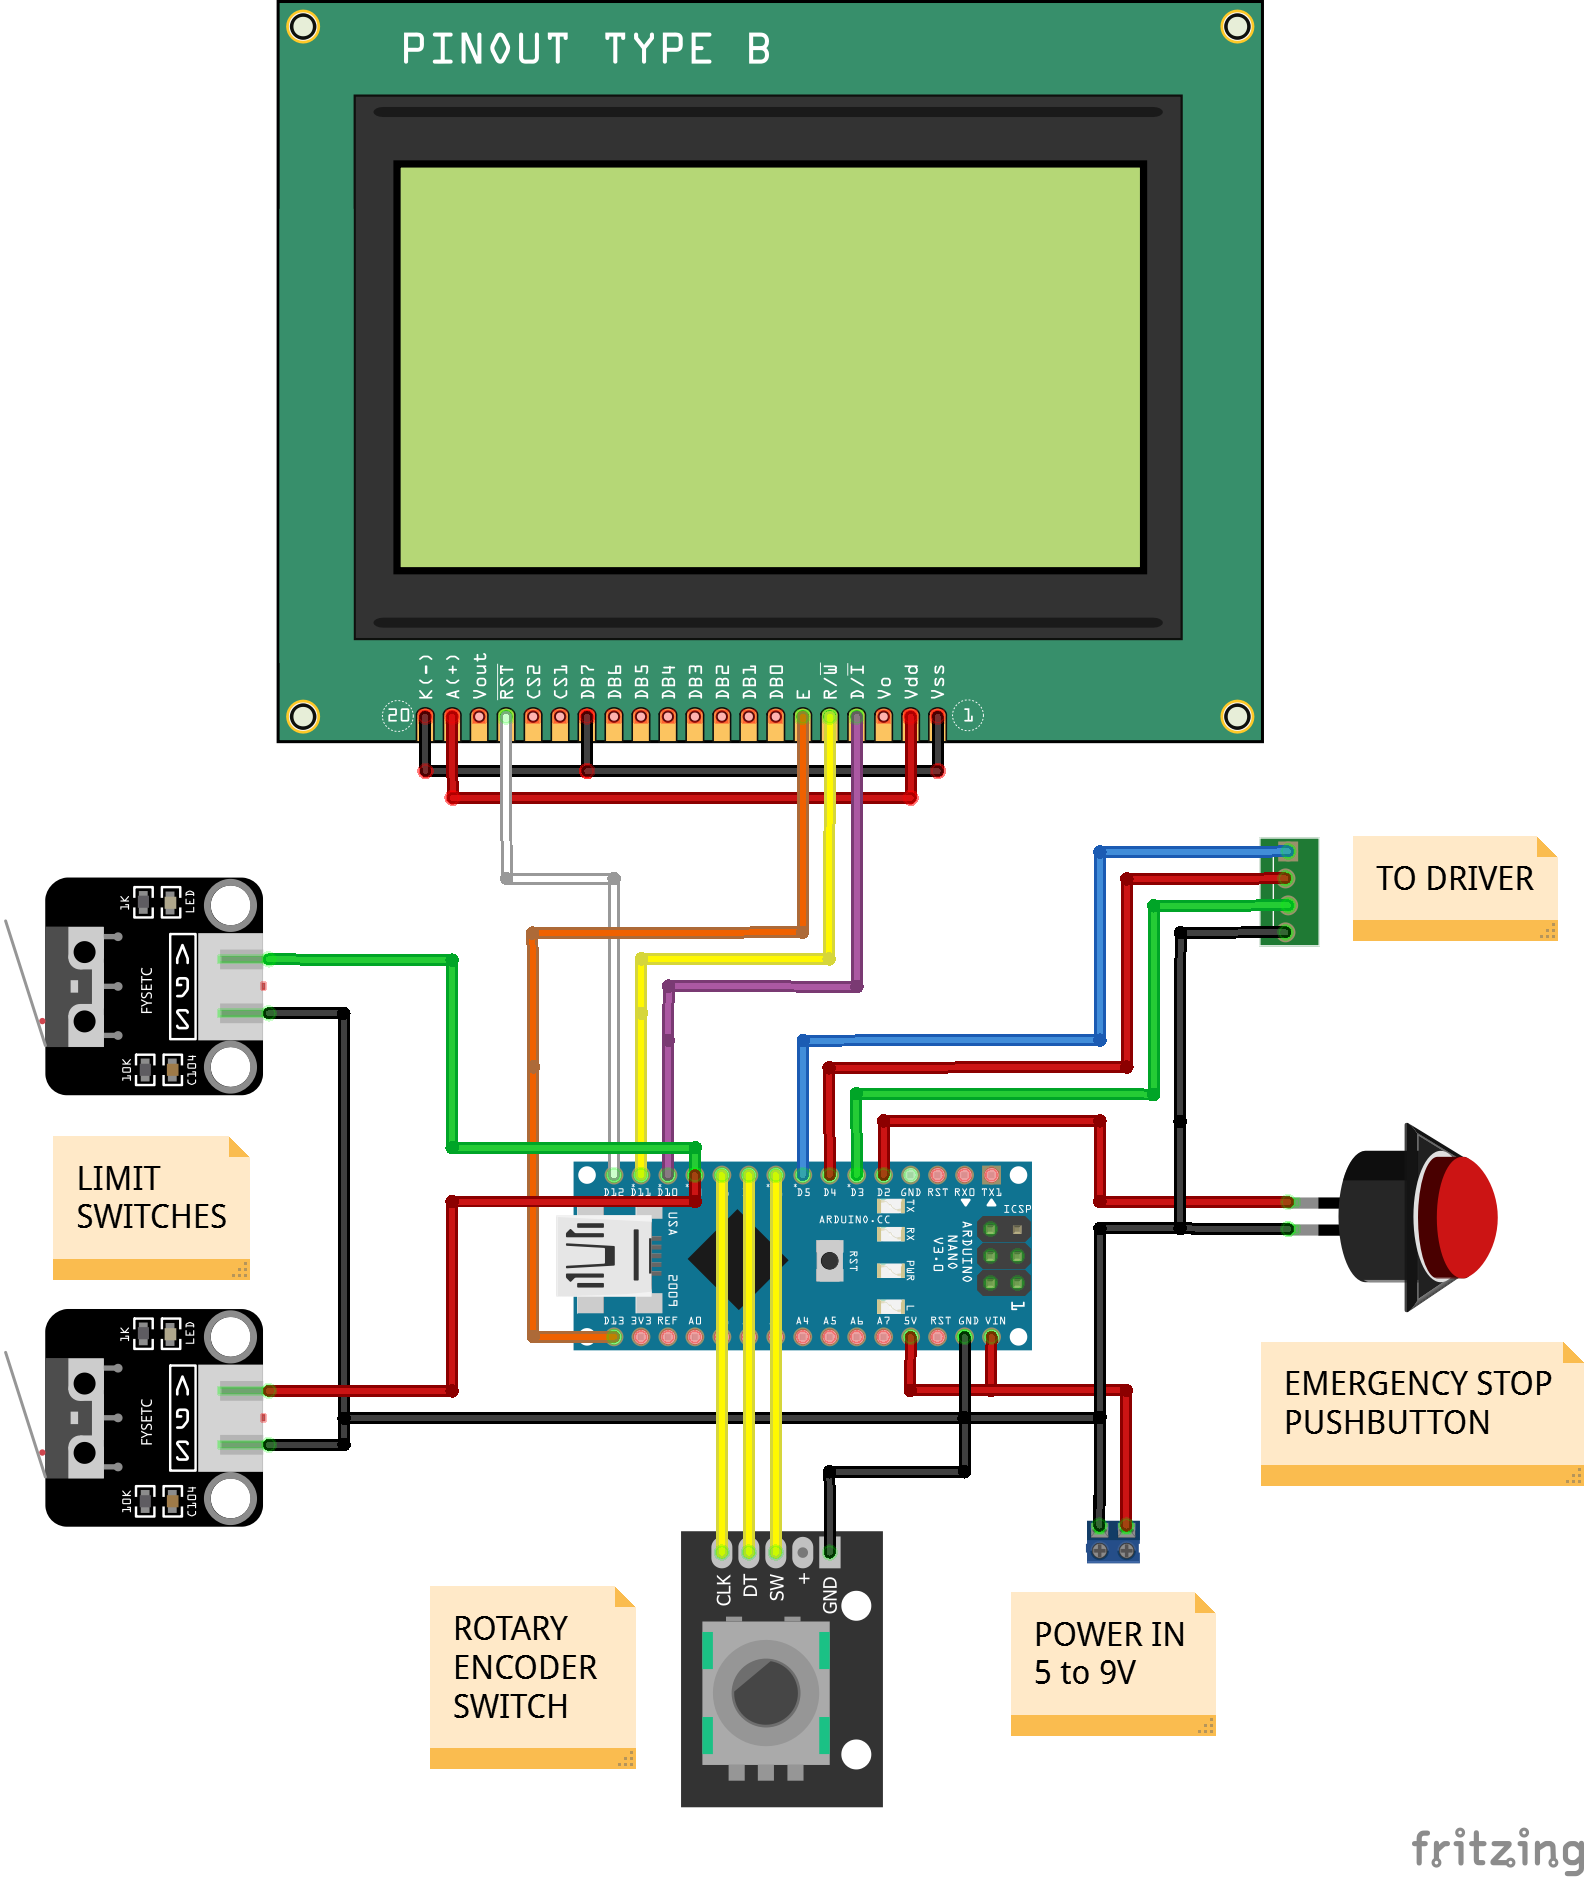 PINOUT TYPE B
K(-)
A(+)
Vout
RST
CS2
CS1
DB7
DB6
DB5
DB4
DB3
DB2
DB1
DB0
E
R/W
D/I
Vo
Vdd
Vss
20
1
TO DRIVER
1K
LED
FYSETC
V
G
S
10K
C104
LIMIT
SWITCHES
D12
D11
D10
D5
D4
D3
D2
GND
RST
RX0
TX1
TX
RX
PWR
L
USA
2009
ARDUINO.CC
RST
ARDUINO
NANO
V3.0
ICSP
1
D13
3V3
REF
A0
A4
A5
A6
A7
5V
RST
GND
VIN
1K
LED
FYSETC
V
G
S
10K
C104
EMERGENCY STOP
PUSHBUTTON
CLK
DT
SW
+
GND
ROTARY
ENCODER
SWITCH
POWER IN
5 to 9V
fritzing